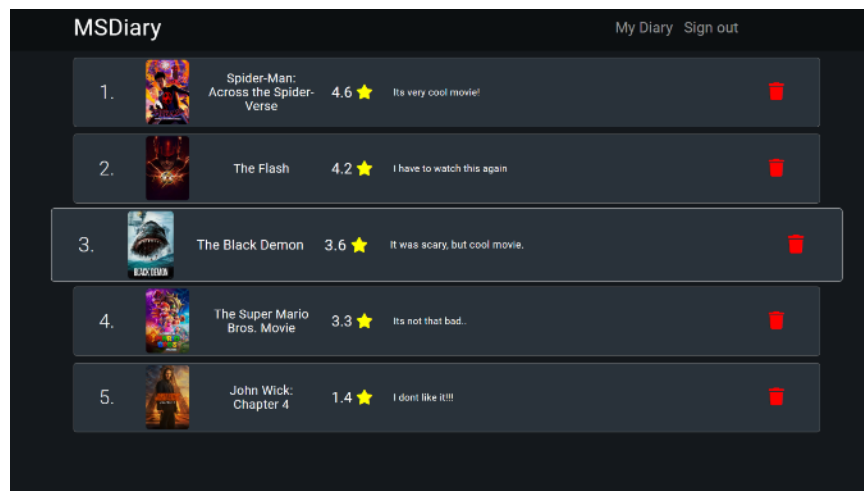 MSDiary
My Diary Sign out
1.
Spider-Man:
Across the Spider-
Verse
4.6
Its very cool movie!
2.
The Flash
4.2
I have to watch this again
3.
BLACK DEMON
The Black Demon
3.6
It was scary, but cool movie.
4.
The Super Mario
Bros. Movie
3.3
Its not that bad..
5.
John Wick:
Chapter 4
1.4
I dont like it!!!